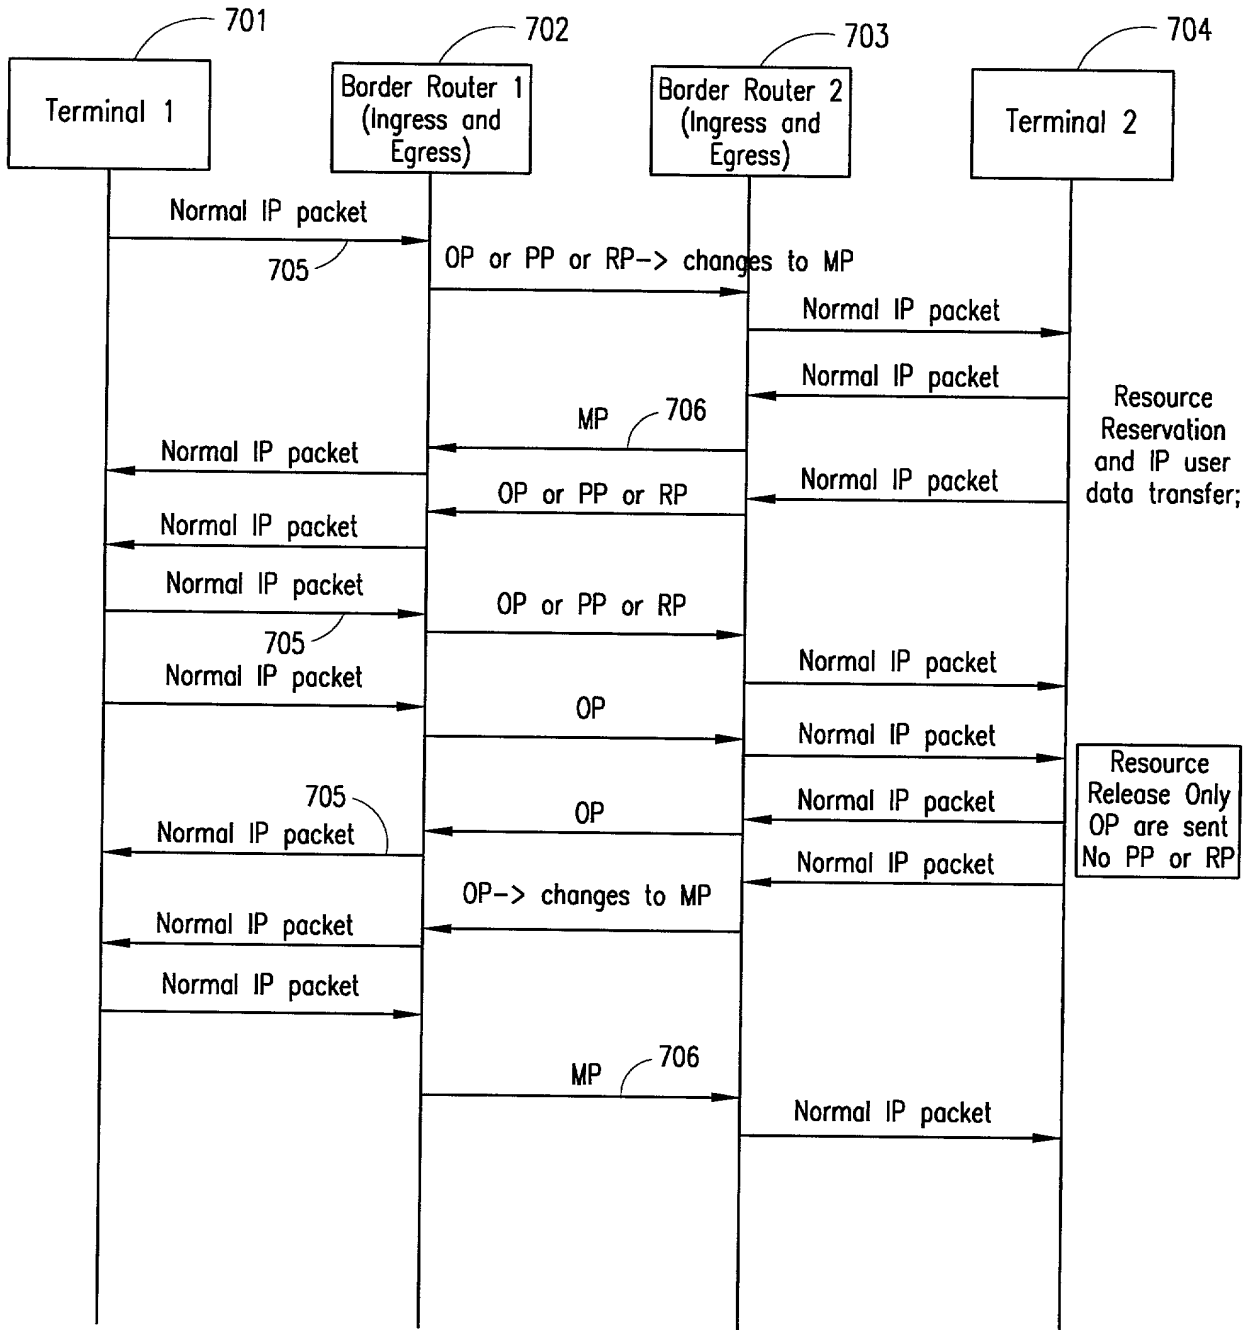 701
702
703
704
Terminal 1
Border Router 1
(Ingress and
Egress)
Border Router 2
(Ingress and
Egress)
Terminal 2
Normal IP packet
705
OP or PP or RP-> changes to MP
Normal IP packet
Normal IP packet
MP
706
Normal IP packet
Resource
Reservation
and IP user
data transfer;
Normal IP packet
OP or PP or RP
Normal IP packet
Normal IP packet
705
OP or PP or RP
Normal IP packet
Normal IP packet
OP
Normal IP packet
Resource
Release Only
OP are sent
No PP or RP
Normal IP packet
OP
705
Normal IP packet
Normal IP packet
OP-> changes to MP
Normal IP packet
Normal IP packet
MP
706
Normal IP packet